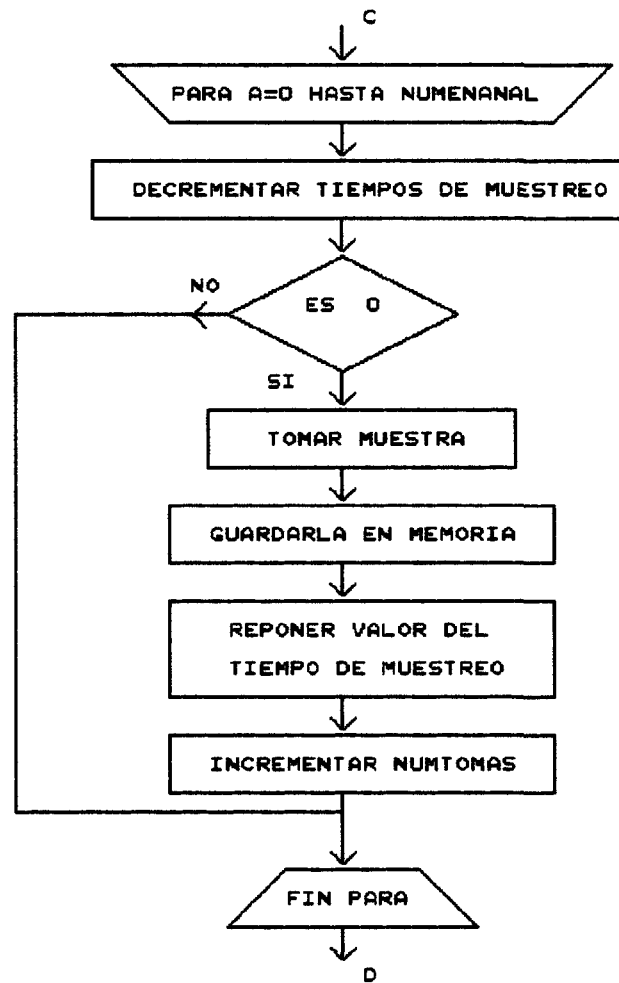 C
PARA A=0 HASTA NUMENANAL
DECREMENTAR TIEMPOS DE MUESTREO
NO
ES 0
SI
TOMAR MUESTRA
GUARDARLA EN MEMORIA
REPONER VALOR DEL
TIEMPO DE MUESTREO
INCREMENTAR NUMTOMAS
FIN PARA
D